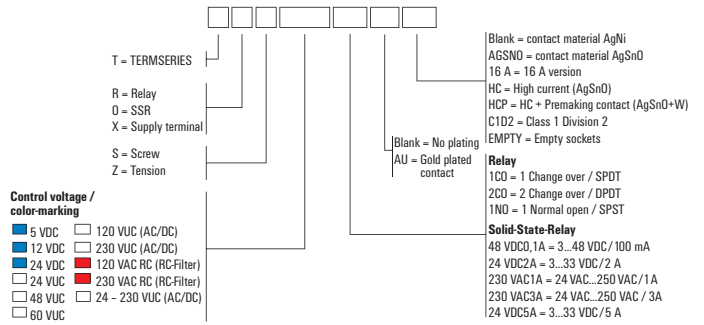 T = TERMSERIES
R = Relay
O = SSR
X = Supply terminal
S = Screw
Z = Tension
Control voltage /
color-marking
5 VDC
12 VDC
24 VDC
24 VUC
48 VUC
60 VUC
120 VUC (AC/DC)
230 VUC (AC/DC)
120 VAC RC (RC-Filter)
230 VAC RC (RC-Filter)
24 – 230 VUC (AC/DC)
Blank = No plating
AU = Gold plated
contact
Blank = contact material AgNi
AGSNO = contact material AgSnO
16 A = 16 A version
HC = High current (AgSnO)
HCP = HC + Premaking contact (AgSnO+W)
C1D2 = Class 1 Division 2
EMPTY = Empty sockets
Relay
1CO = 1 Change over / SPDT
2CO = 2 Change over / DPDT
1NO = 1 Normal open / SPST
Solid-State-Relay
48 VDC0,1A = 3...48 VDC/100 mA
24 VDC2A = 3...33 VDC/2 A
230 VAC1A = 24 VAC...250 VAC/1 A
230 VAC3A = 24 VAC...250 VAC / 3A
24 VDC5A = 3...33 VDC/5 A